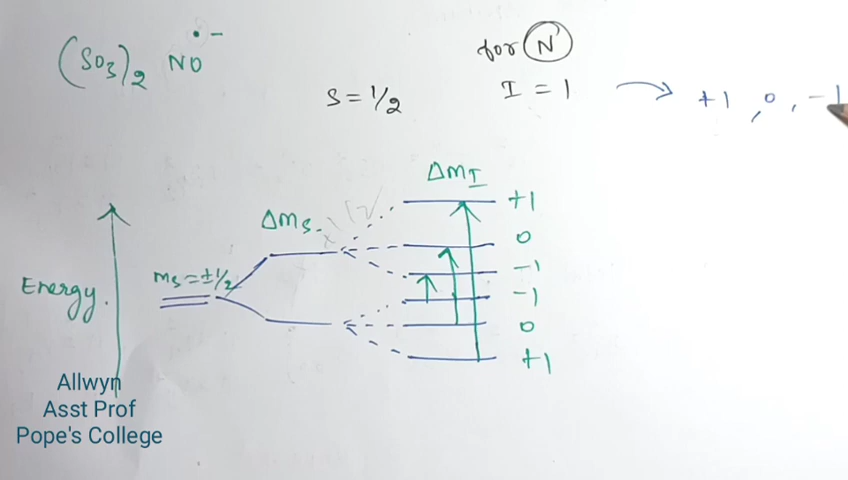 (SO₃)₂ NO•−
for N
S = 1/2
I = 1
+1, 0, −1
ΔmI
ΔmS
+1
0
−1
−1
0
+1
mS = ±1/2
Energy.
Allwyn
Asst Prof
Pope's College